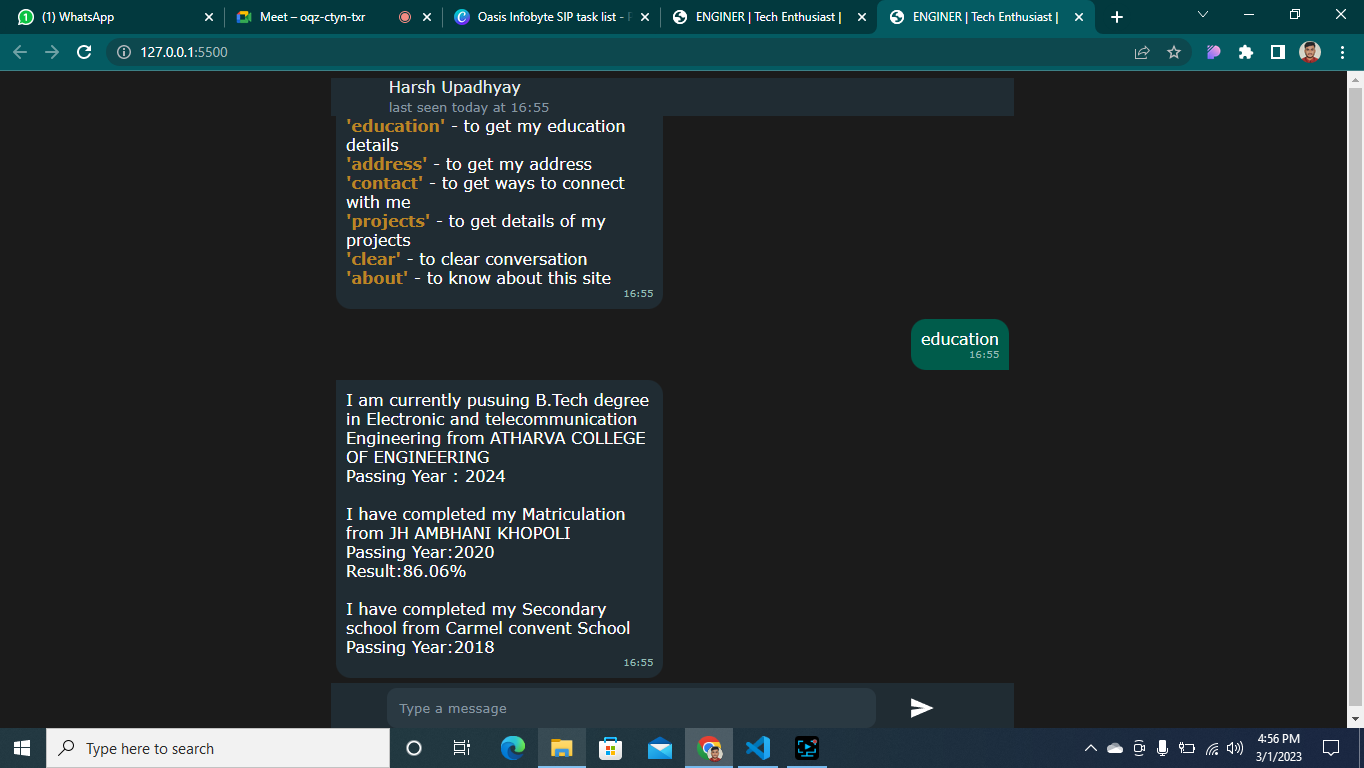 (1) WhatsApp
Meet – oqz-ctyn-txr
Oasis Infobyte SIP task list -
ENGINER | Tech Enthusiast |
ENGINER | Tech Enthusiast |
127.0.0.1:5500
Harsh Upadhyay
last seen today at 16:55
'education' - to get my education
details
'address' - to get my address
'contact' - to get ways to connect
with me
'projects' - to get details of my
projects
'clear' - to clear conversation
'about' - to know about this site
16:55
education
16:55
I am currently pusuing B.Tech degree
in Electronic and telecommunication
Engineering from ATHARVA COLLEGE
OF ENGINEERING
Passing Year : 2024
I have completed my Matriculation
from JH AMBHANI KHOPOLI
Passing Year:2020
Result:86.06%
I have completed my Secondary
school from Carmel convent School
Passing Year:2018
16:55
Type a message
Type here to search
4:56 PM
3/1/2023